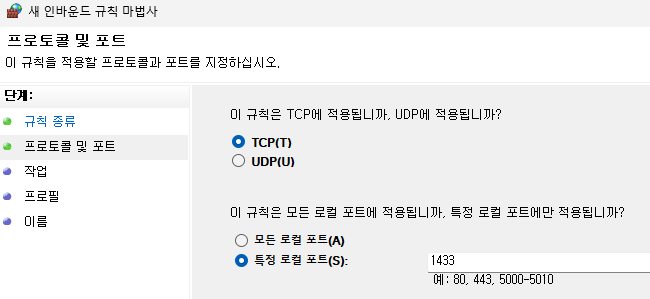 새 인바운드 규칙 마법사
프로토콜 및 포트
이 규칙을 적용할 프로토콜과 포트를 지정하십시오.
단계:
규칙 종류
프로토콜 및 포트
작업
프로필
이름
이 규칙은 TCP에 적용됩니까, UDP에 적용됩니까?
TCP(T)
UDP(U)
이 규칙은 모든 로컬 포트에 적용됩니까, 특정 로컬 포트에만 적용됩니까?
모든 로컬 포트(A)
특정 로컬 포트(S): 1433
예: 80, 443, 5000-5010